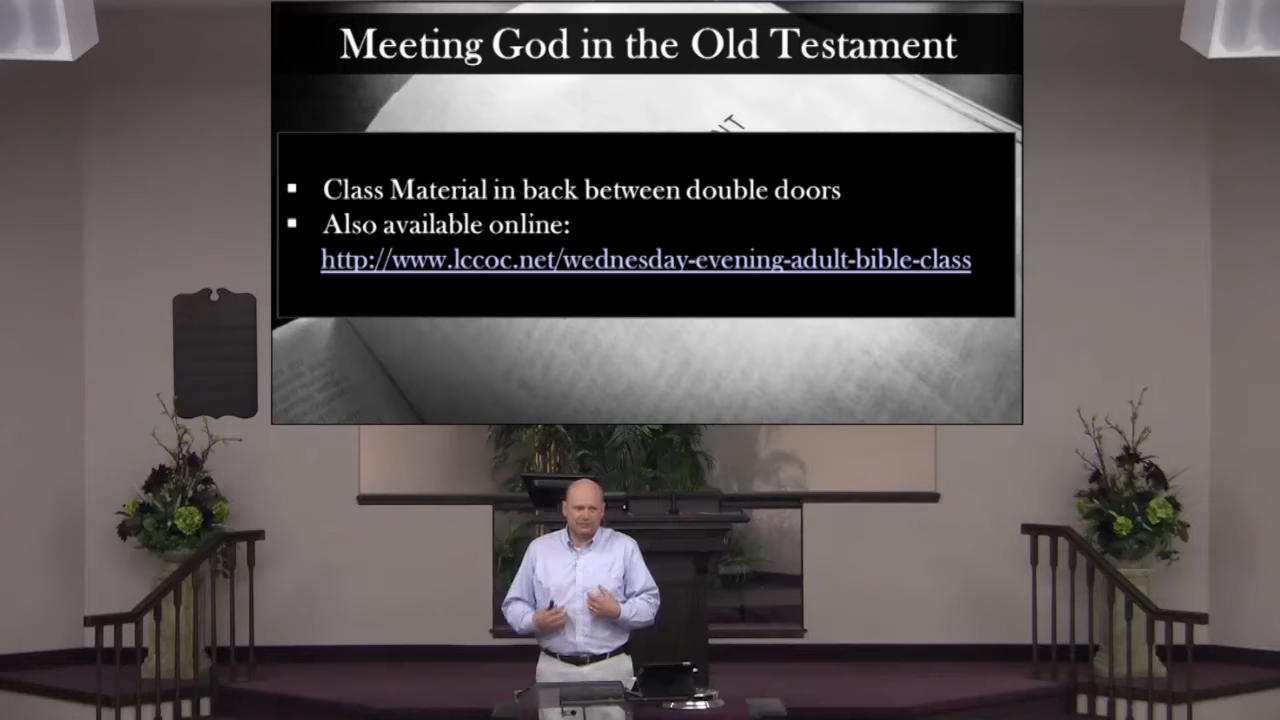 Meeting God in the Old Testament
NT
Class Material in back between double doors
Also available online:
http://www.lccoc.net/wednesday-evening-adult-bible-class